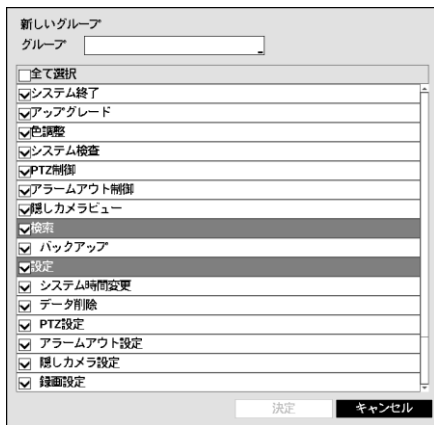 新しいグループ
グループ
全て選択
システム終了
アップグレード
色調整
システム検査
PTZ制御
アラームアウト制御
隠しカメラビュー
検索
バックアップ
設定
システム時間変更
データ削除
PTZ設定
アラームアウト設定
隠しカメラ設定
録画設定
決定 キャンセル